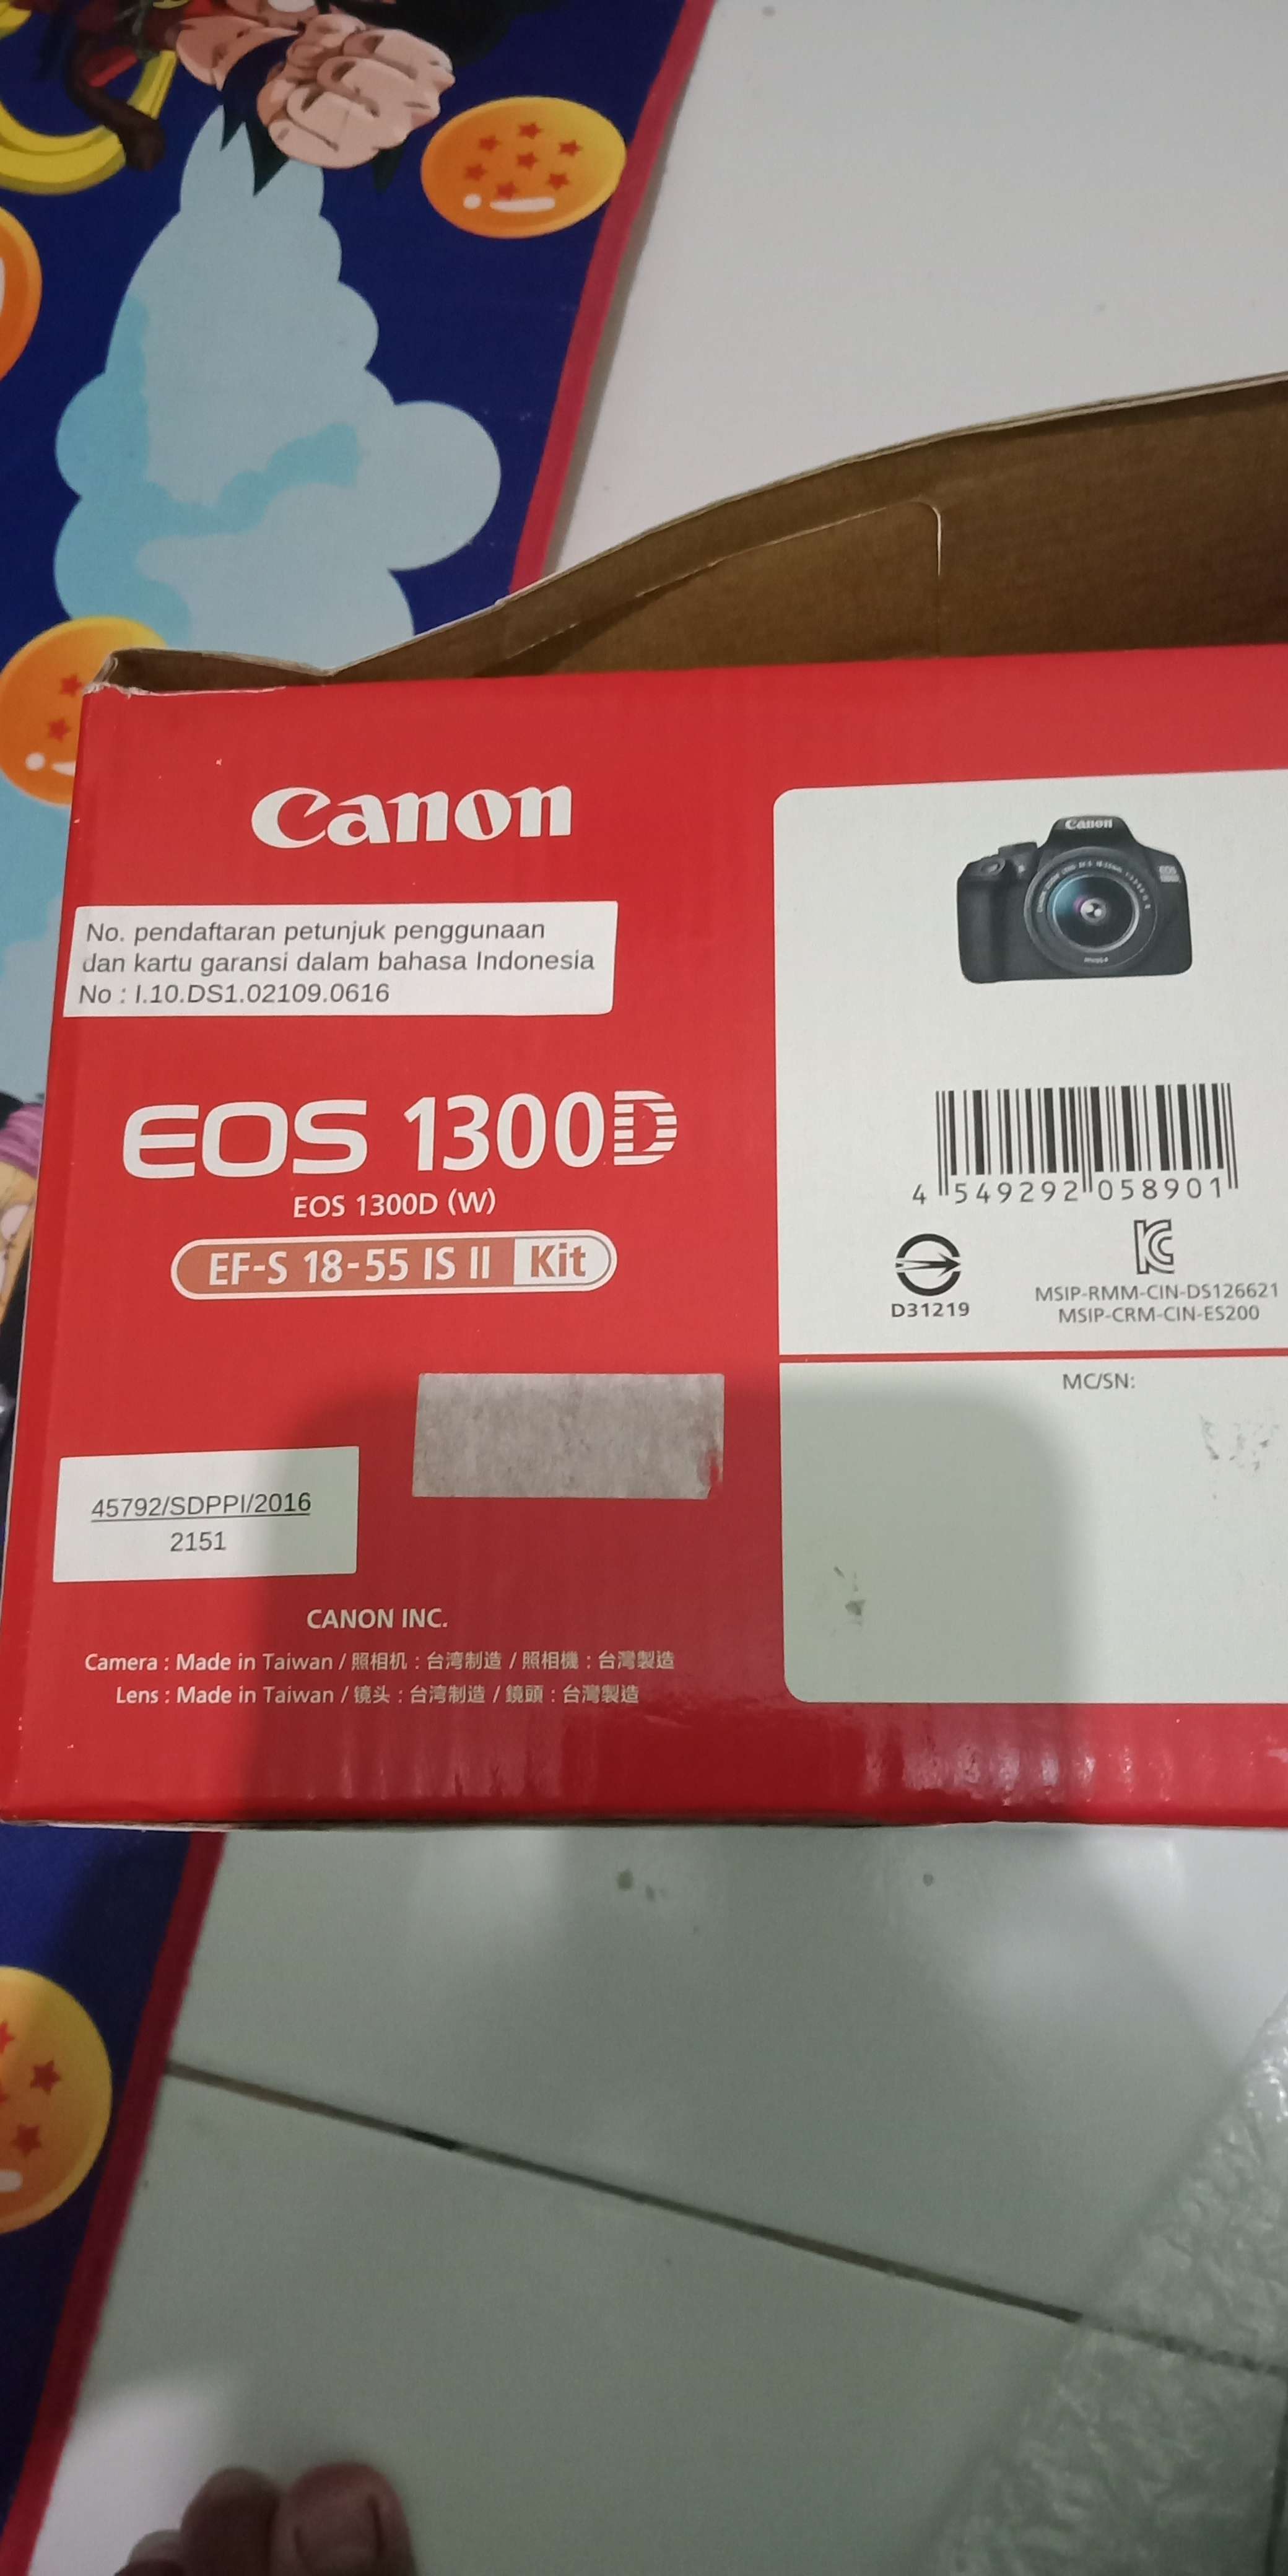 Canon
No. pendaftaran petunjuk penggunaan
dan kartu garansi dalam bahasa Indonesia
No : I.10.DS1.02109.0616
EOS 1300D
EOS 1300D (W)
EF-S 18-55 IS II Kit
45792/SDPPI/2016
2151
CANON INC.
Camera : Made in Taiwan / 照相机 : 台湾制造 / 照相機 : 台灣製造
Lens : Made in Taiwan / 镜头 : 台湾制造 / 鏡頭 : 台灣製造
Canon
4 549292 058901
D31219
MSIP-RMM-CIN-DS126621
MSIP-CRM-CIN-ES200
MC/SN: